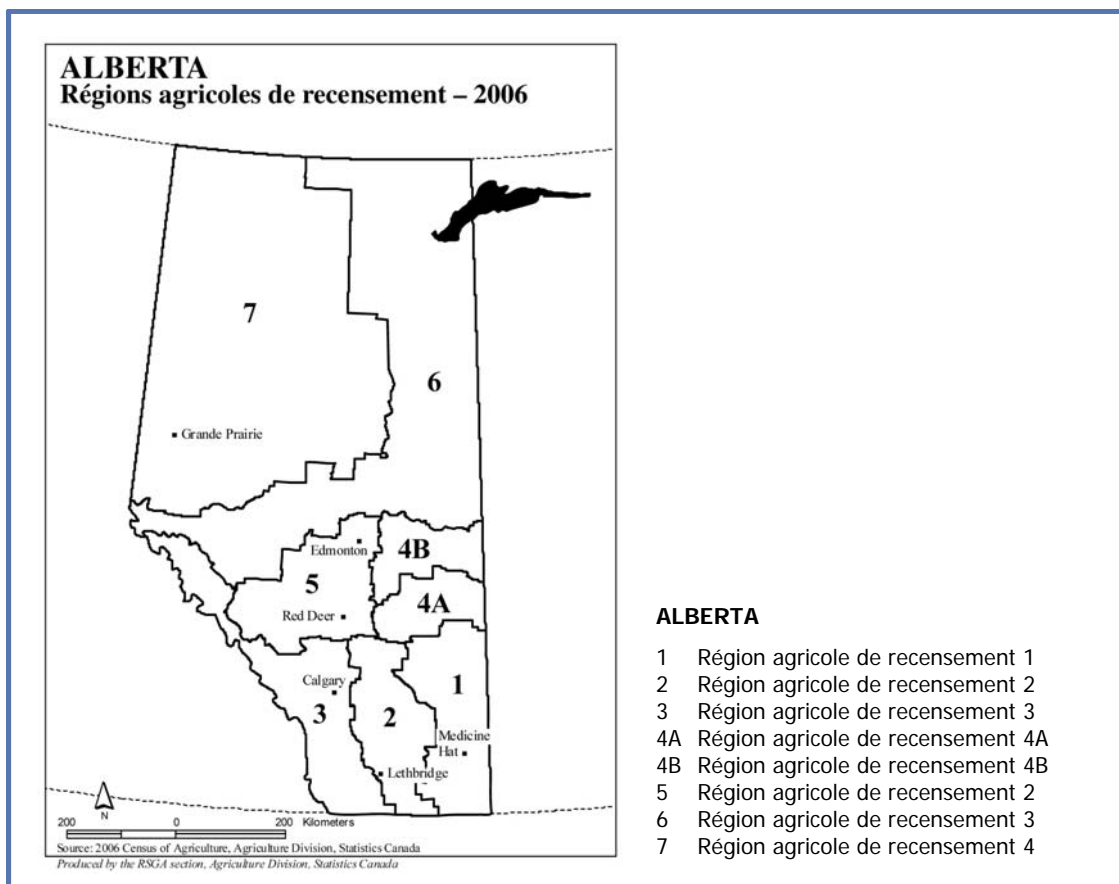 ALBERTA
Régions agricoles de recensement – 2006
7
6
Grande Prairie
Edmonton
4B
5
4A
Red Deer
Calgary
1
3
2
Medicine
Hat
Lethbridge
N
200 0 200 Kilometers
Source: 2006 Census of Agriculture, Agriculture Division, Statistics Canada
Produced by the RSGA section, Agriculture Division, Statistics Canada
ALBERTA
1 Région agricole de recensement 1
2 Région agricole de recensement 2
3 Région agricole de recensement 3
4A Région agricole de recensement 4A
4B Région agricole de recensement 4B
5 Région agricole de recensement 2
6 Région agricole de recensement 3
7 Région agricole de recensement 4